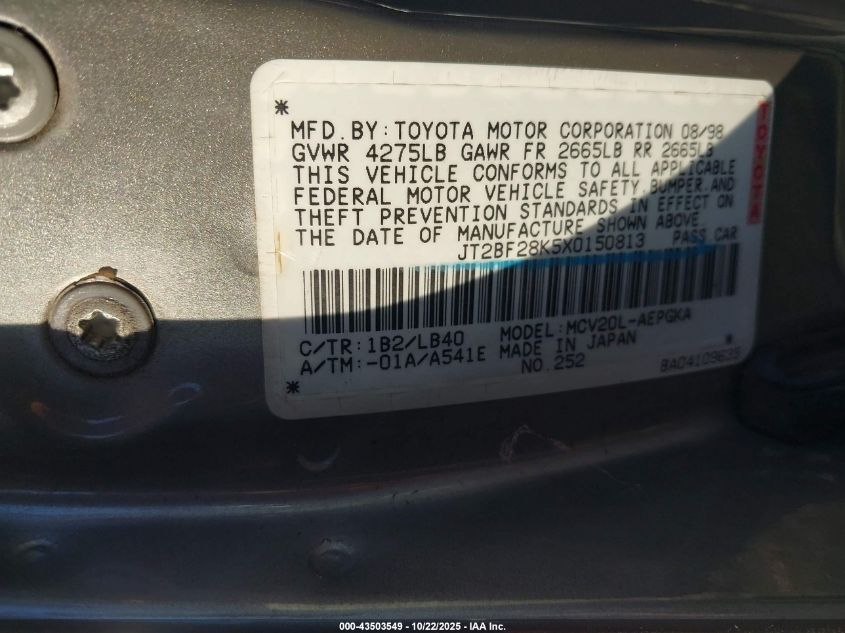 MFD.BY:TOYOTA MOTOR CORPORATION 08/98
GVWR 4275LB GAWR FR 2665LB RR 2665LB
THIS VEHICLE CONFORMS TO ALL APPLICABLE
FEDERAL MOTOR VEHICLE SAFETY,BUMPER,AND
THEFT PREVENTION STANDARDS IN EFFECT ON
THE DATE OF MANUFACTURE SHOWN ABOVE.
JT2BF28K5X0150813 PASS CAR
C/TR:1B2/LB40 MODEL:MCV20L-AEPGKA
A/TM:-01A/A541E MADE IN JAPAN
NO.252 BA04109635
TOYOTA
000-43503549 - 10/22/2025 - IAA Inc.